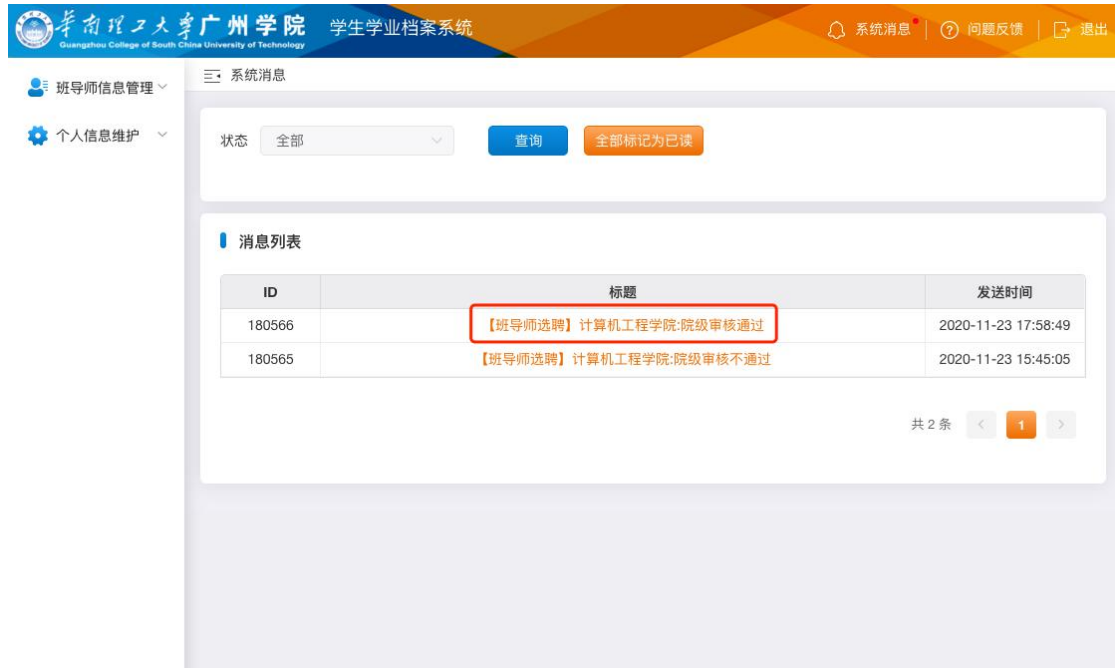 华南理工大学广州学院 学生学业档案系统 系统消息 问题反馈 退出
Guangzhou College of South China University of Technology
班导师信息管理
系统消息
个人信息维护
状态 全部 查询 全部标记为已读
消息列表
ID 标题 发送时间
180566 【班导师选聘】计算机工程学院:院级审核通过 2020-11-23 17:58:49
180565 【班导师选聘】计算机工程学院:院级审核不通过 2020-11-23 15:45:05
共 2 条 < 1 >